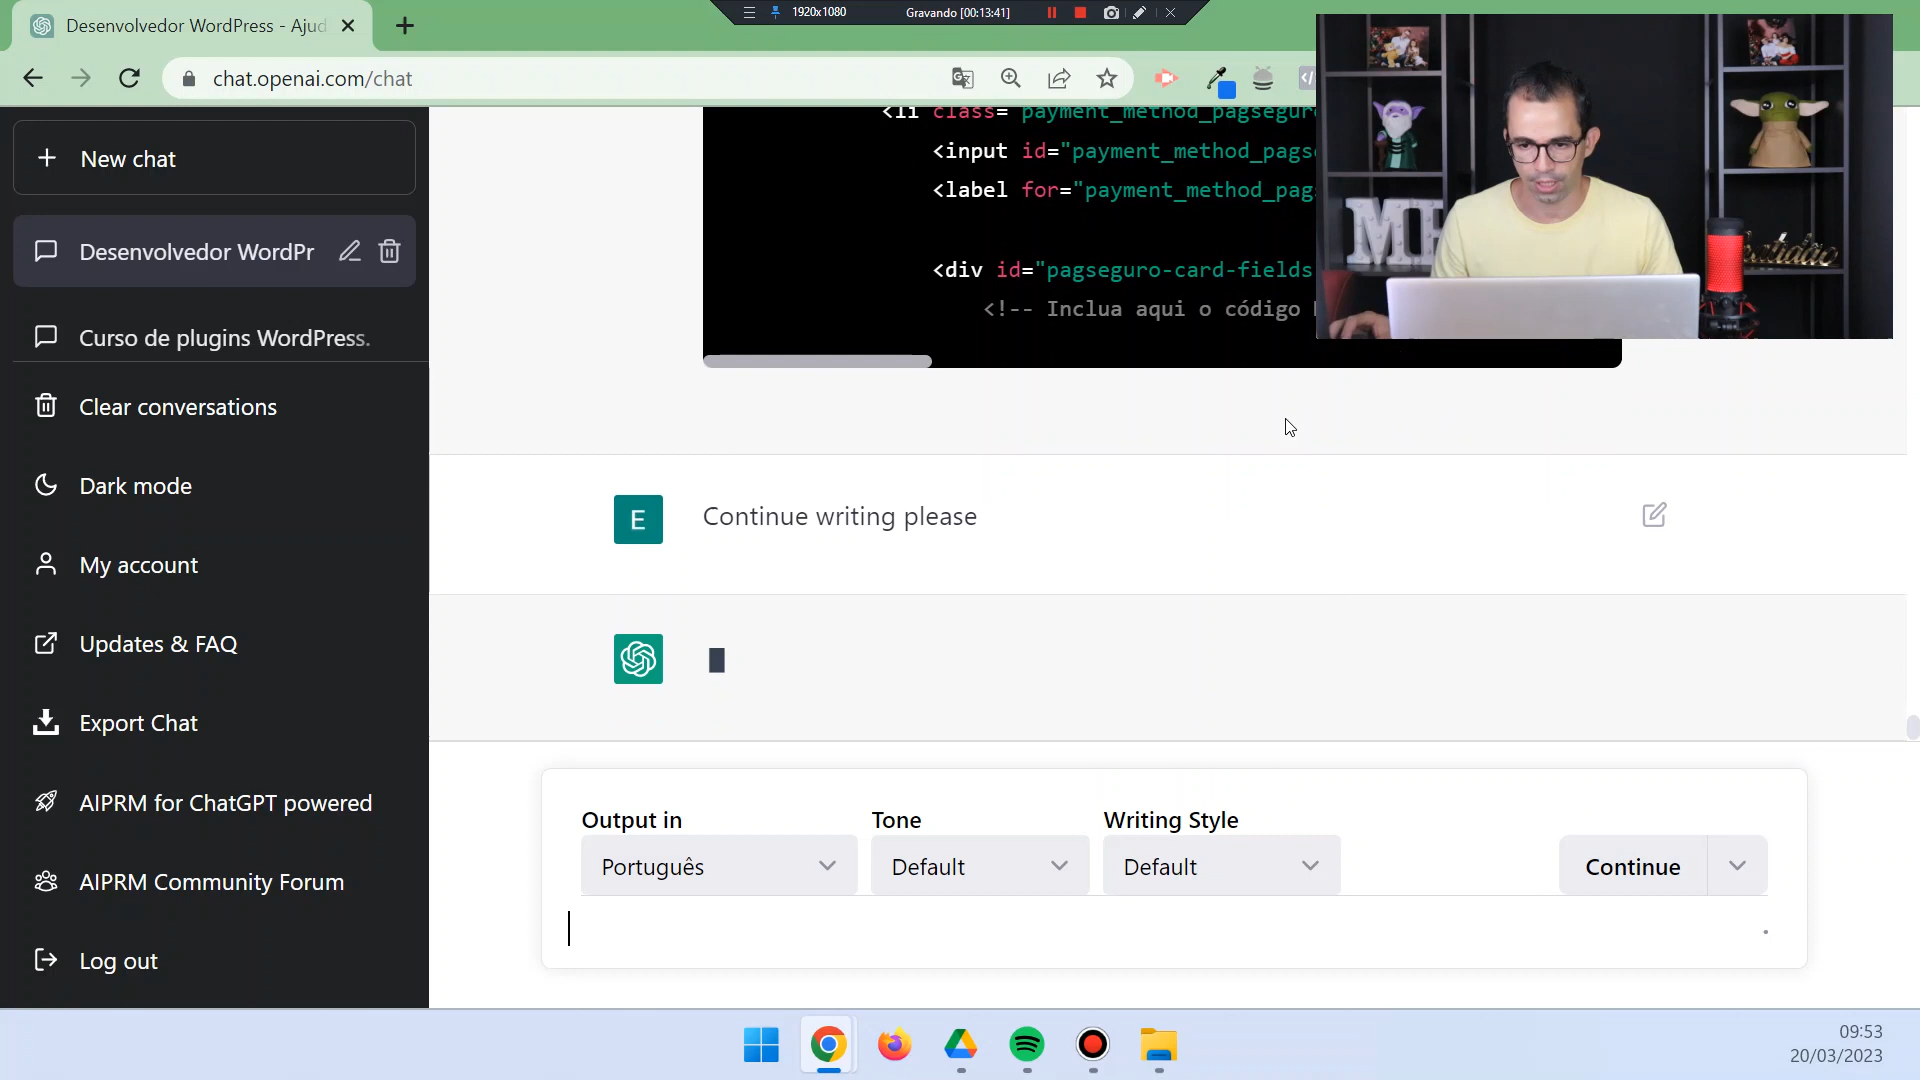 Desenvolvedor WordPress - Ajud
1920x1080
Gravando [00:13:41]
chat.openai.com/chat
New chat
Desenvolvedor WordPr
Curso de plugins WordPress.
Clear conversations
Dark mode
My account
Updates & FAQ
Export Chat
AIPRM for ChatGPT powered
AIPRM Community Forum
Log out
<li class= payment_method_pagsegur
<input id="payment_method_pags
<label for="payment_method_pag
<div id="pagseguro-card-fields
<!-- Inclua aqui o código
E
Continue writing please
Output in
Tone
Writing Style
Português
Default
Default
Continue
09:53
20/03/2023